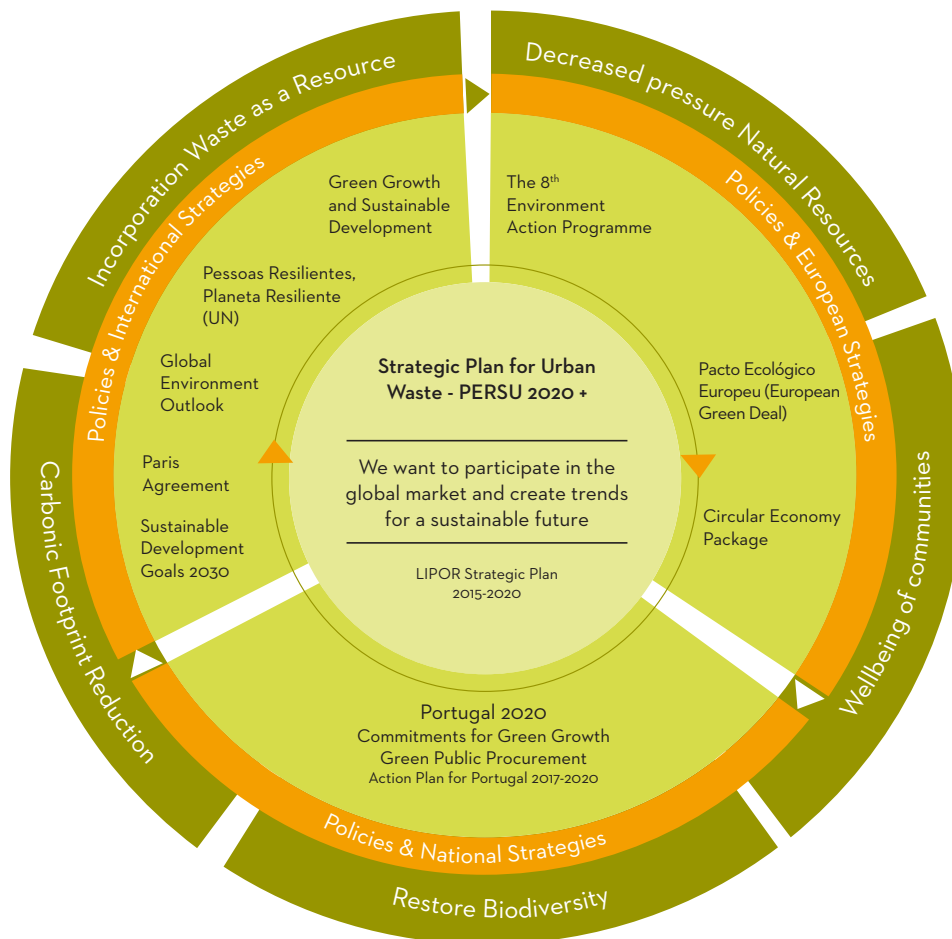 Incorporation Waste as a Resource
Decreased pressure Natural Resources
Wellbeing of communities
Restore Biodiversity
Carbonic Footprint Reduction
Policies & International Strategies
Green Growth
and Sustainable
Development
Pessoas Resilientes,
Planeta Resiliente
(UN)
Global
Environment
Outlook
Paris
Agreement
Sustainable
Development
Goals 2030
Policies & European Strategies
The 8th
Environment
Action Programme
Pacto Ecológico
Europeu (European
Green Deal)
Circular Economy
Package
Strategic Plan for Urban
Waste - PERSU 2020 +
We want to participate in the
global market and create trends
for a sustainable future
LIPOR Strategic Plan
2015-2020
Portugal 2020
Commitments for Green Growth
Green Public Procurement
Action Plan for Portugal 2017-2020
Policies & National Strategies